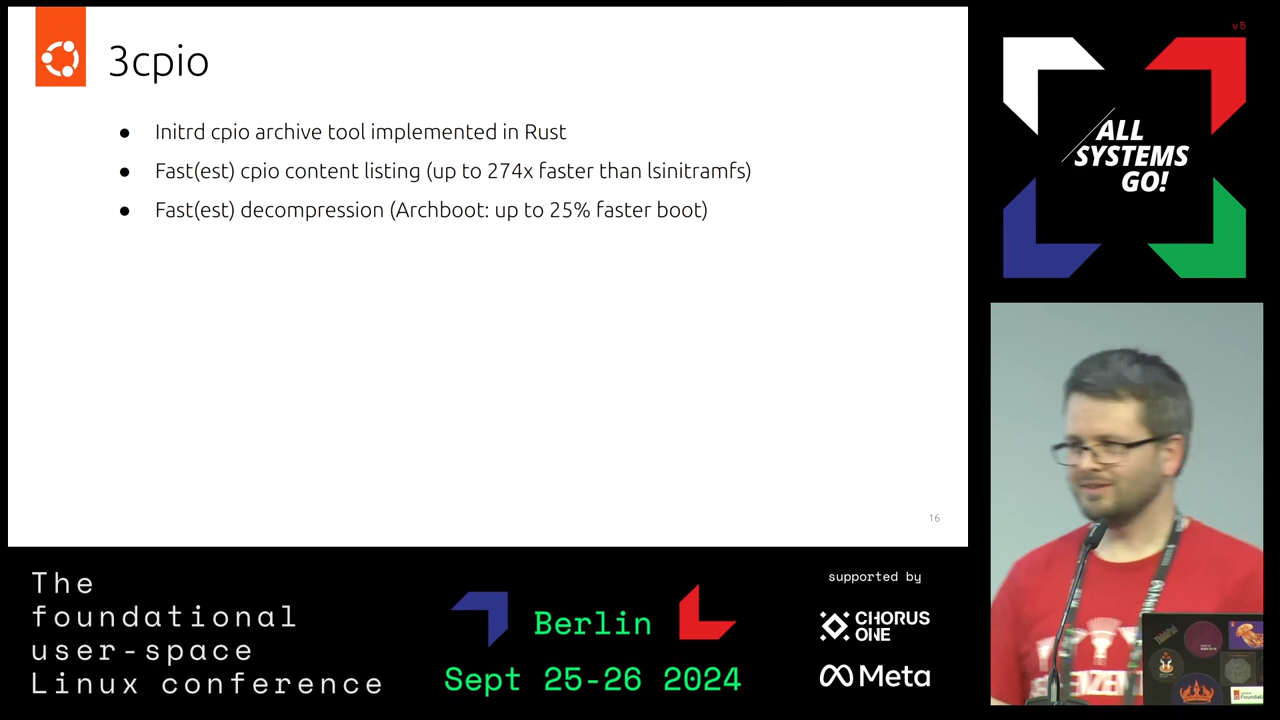 3cpio
● Initrd cpio archive tool implemented in Rust
● Fast(est) cpio content listing (up to 274x faster than lsinitramfs)
● Fast(est) decompression (Archboot: up to 25% faster boot)
16
v5
ALL
SYSTEMS
GO!
ThinkPad
The
foundational
user-space
Linux conference
Berlin
Sept 25-26 2024
supported by
CHORUS
ONE
Meta